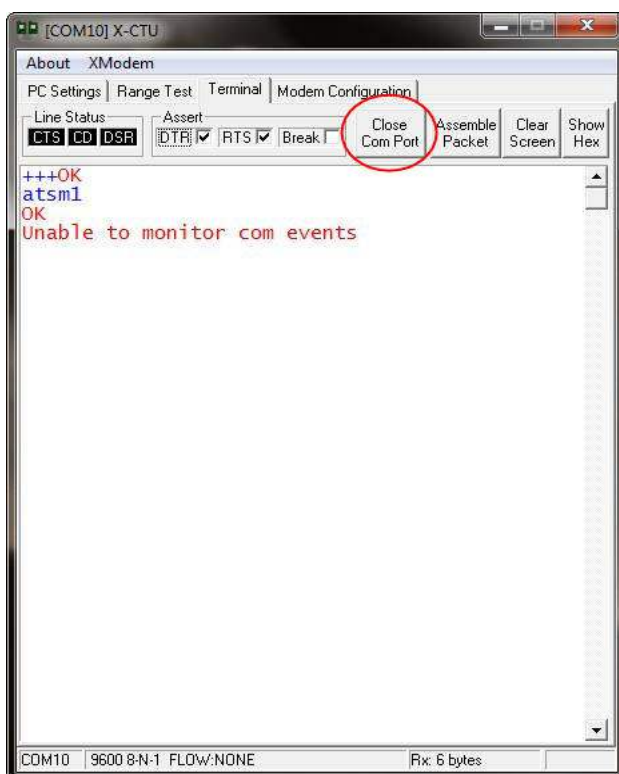 [COM10] X-CTU
About XModem
PC Settings Range Test Terminal Modem Configuration
Line Status
CTS CD DSR
Assert
DTR RTS Break
Close
Com Port
Assemble
Packet
Clear
Screen
Show
Hex
+++OK
atsm1
OK
Unable to monitor com events
COM10 9600 8-N-1 FLOW:NONE Rx: 6 bytes